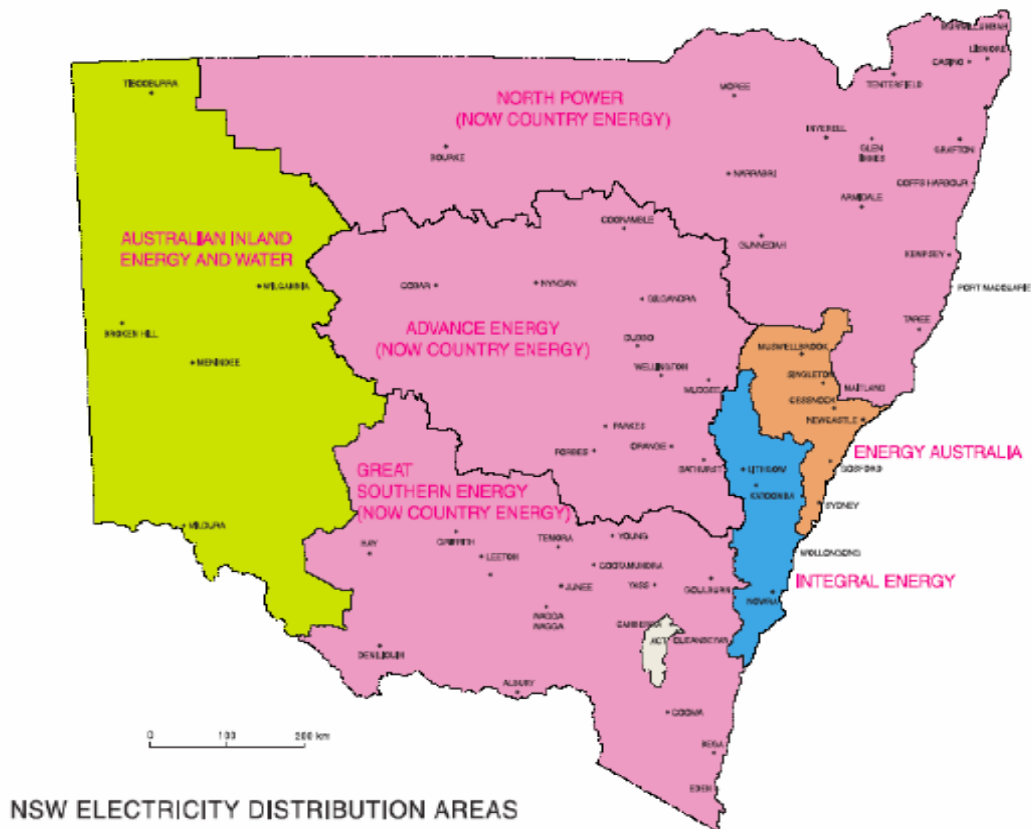 MURWILLUMBAH
LISMORE
CASINO
TENTERFIELD
TIBOOBURRA
NORTH POWER
(NOW COUNTRY ENERGY)
MOREE
INVERELL
GLEN
INNES
GRAFTON
BOURKE
NARRABRI
COFFS HARBOUR
ARMIDALE
COONAMBLE
AUSTRALIAN INLAND
ENERGY AND WATER
GUNNEDAH
KEMPSEY
WILCANNIA
COBAR
NYNGAN
GILGANDRA
PORT MACQUARIE
BROKEN HILL
ADVANCE ENERGY
(NOW COUNTRY ENERGY)
TAREE
DUBBO
MUSWELLBROOK
MENINDEE
WELLINGTON
MUDGEE
SINGLETON
MAITLAND
CESSNOCK
NEWCASTLE
PARKES
ORANGE
FORBES
ENERGY AUSTRALIA
BATHURST
LITHGOW
GOSFORD
GREAT
SOUTHERN ENERGY
(NOW COUNTRY ENERGY)
KATOOMBA
SYDNEY
MILDURA
HAY
GRIFFITH
TEMORA
YOUNG
WOLLONGONG
LEETON
COOTAMUNDRA
JUNEE
YASS
GOULBURN
INTEGRAL ENERGY
NOWRA
WAGGA
WAGGA
CANBERRA
ACT
QUEANBEYAN
DENILIQUIN
ALBURY
COOMA
BEGA
EDEN
0 100 200 km
NSW ELECTRICITY DISTRIBUTION AREAS